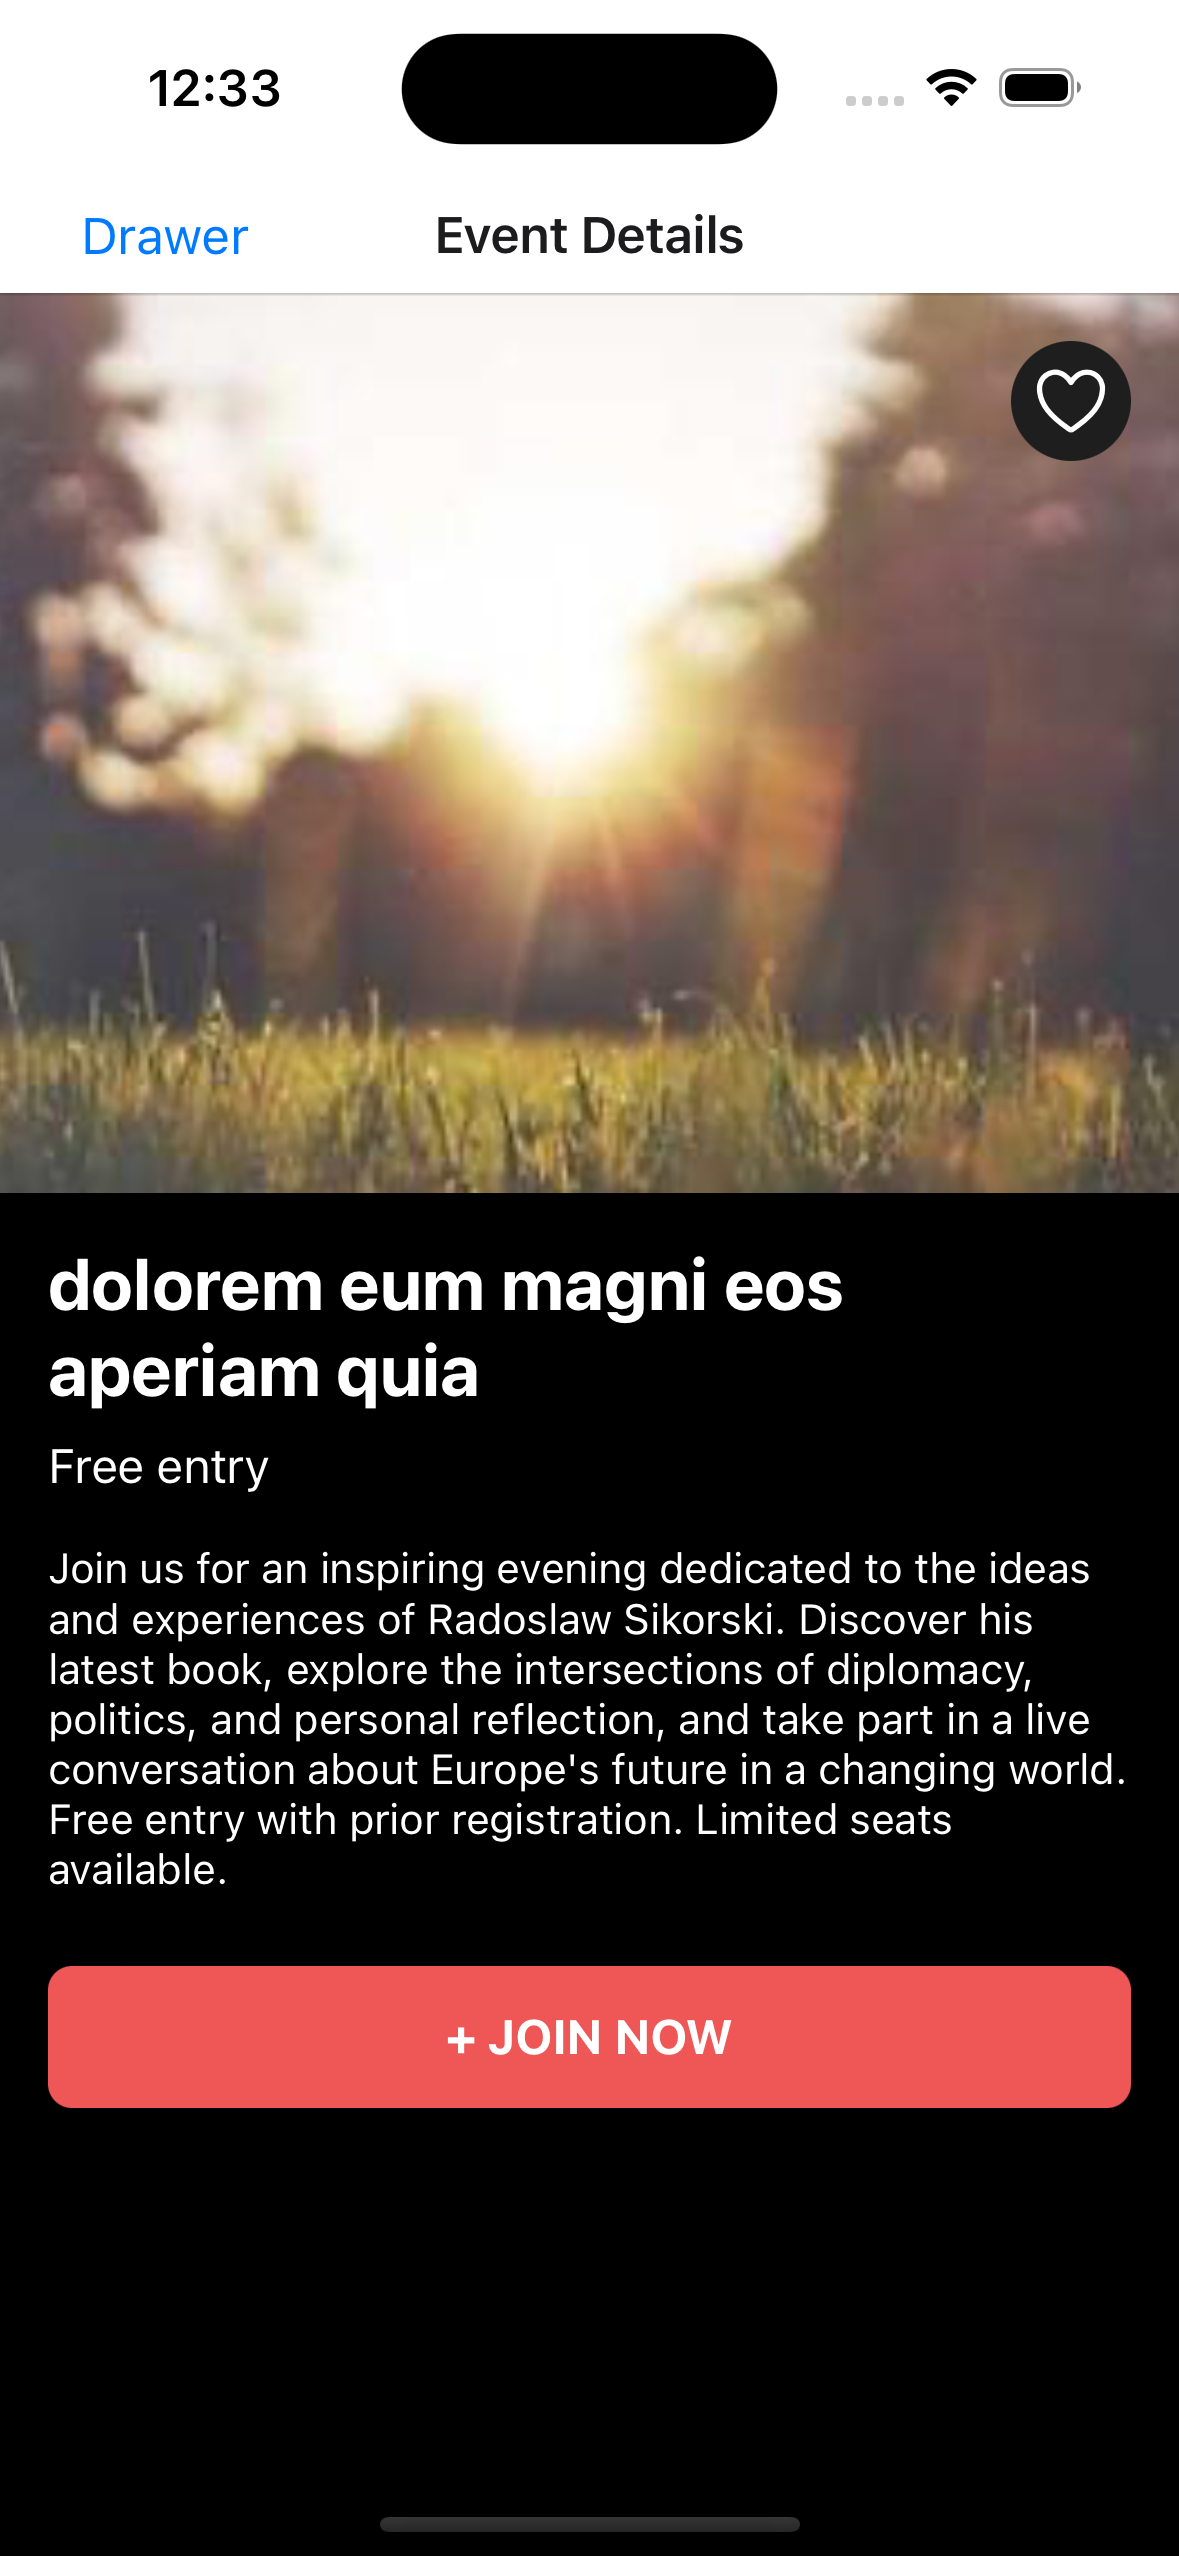 12:33
Drawer
Event Details
dolorem eum magni eos
aperiam quia
Free entry
Join us for an inspiring evening dedicated to the ideas
and experiences of Radoslaw Sikorski. Discover his
latest book, explore the intersections of diplomacy,
politics, and personal reflection, and take part in a live
conversation about Europe's future in a changing world.
Free entry with prior registration. Limited seats
available.
+ JOIN NOW